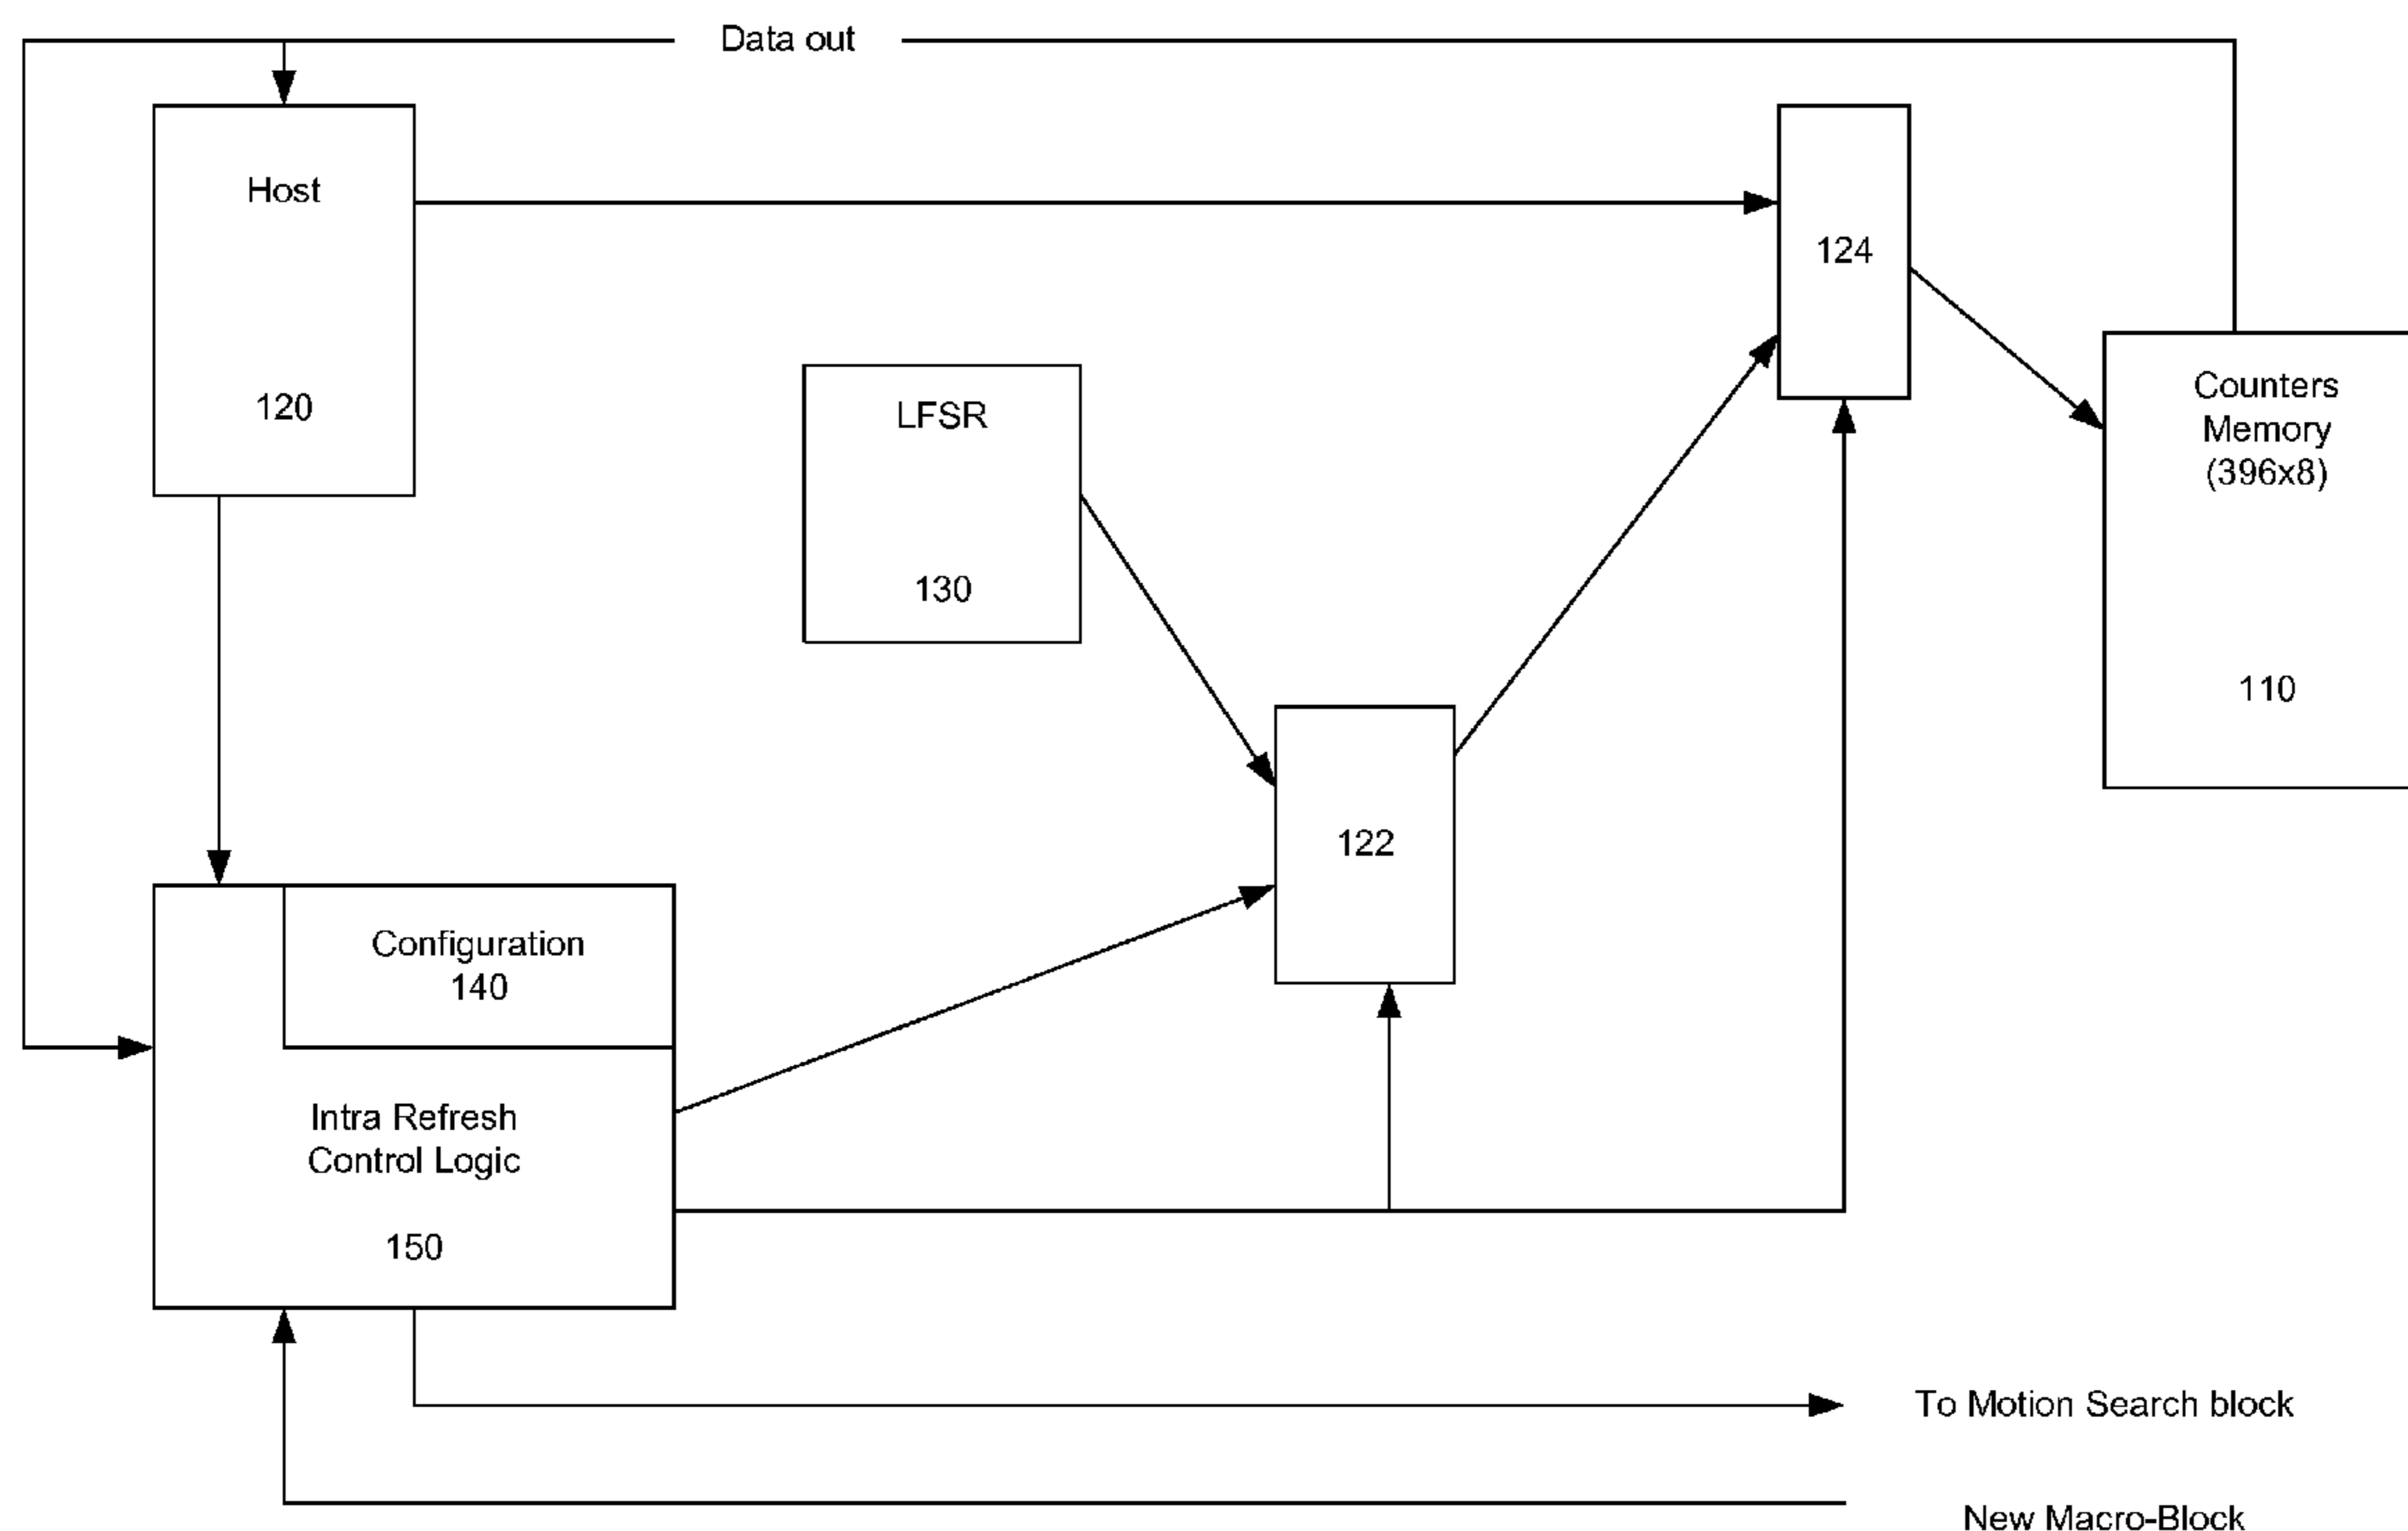 Data out
Host
120
124
LFSR
130
Counters
Memory
(396x8)
110
122
Configuration
140
Intra Refresh
Control Logic
150
To Motion Search block
New Macro-Block